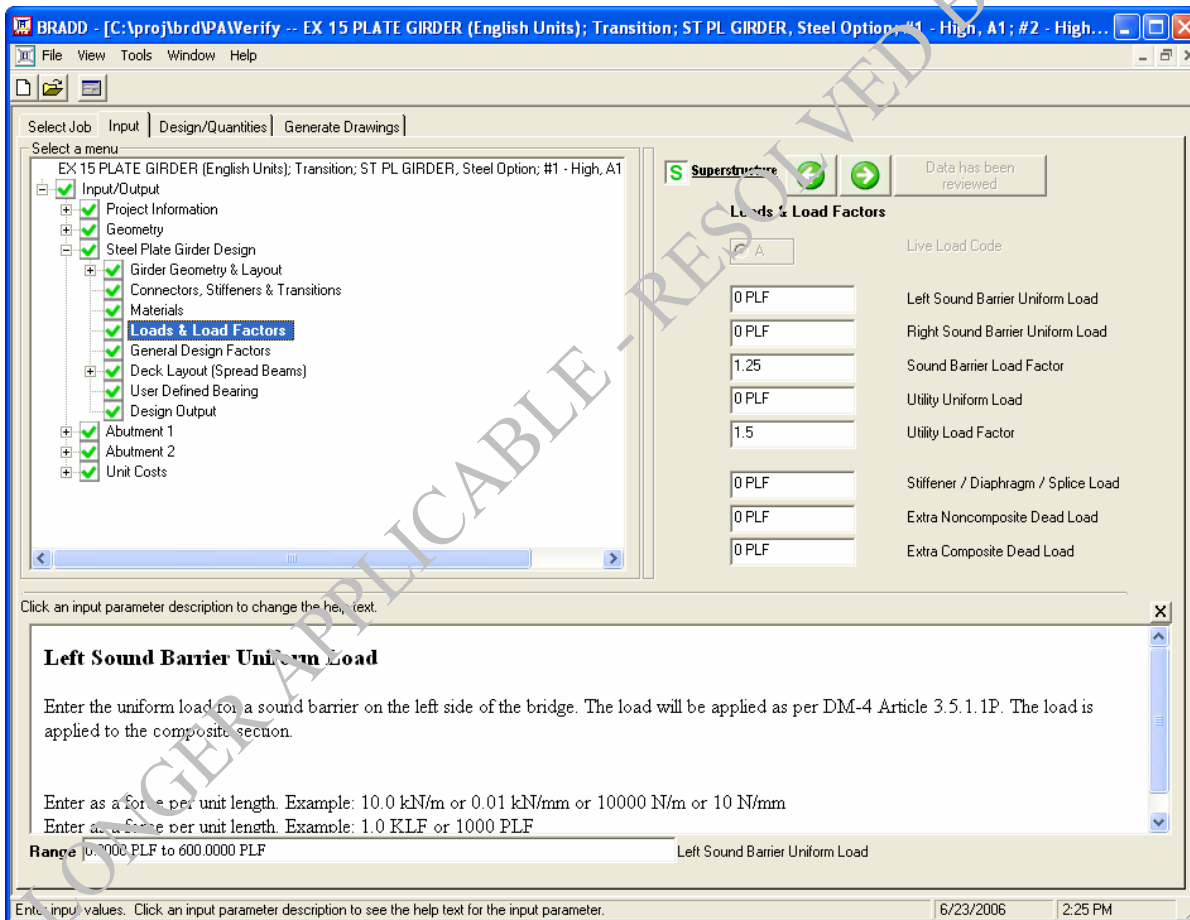 BRADD - [C:\proj\brd\PAVerify -- EX 15 PLATE GIRDER (English Units); Transition; ST PL GIRDER, Steel Option; #1 - High, A1; #2 - High...
File View Tools Window Help
Select Job Input Design/Quantities Generate Drawings
Select a menu
EX 15 PLATE GIRDER (English Units); Transition; ST PL GIRDER, Steel Option; #1 - High, A1
Input/Output
Project Information
Geometry
Steel Plate Girder Design
Girder Geometry & Layout
Connectors, Stiffeners & Transitions
Materials
Loads & Load Factors
General Design Factors
Deck Layout (Spread Beams)
User Defined Bearing
Design Output
Abutment 1
Abutment 2
Unit Costs
S Superstructure
Data has been
reviewed
Loads & Load Factors
A Live Load Code
0 PLF Left Sound Barrier Uniform Load
0 PLF Right Sound Barrier Uniform Load
1.25 Sound Barrier Load Factor
0 PLF Utility Uniform Load
1.5 Utility Load Factor
0 PLF Stiffener / Diaphragm / Splice Load
0 PLF Extra Noncomposite Dead Load
0 PLF Extra Composite Dead Load
Click an input parameter description to change the help text.
X
Left Sound Barrier Uniform Load
Enter the uniform load for a sound barrier on the left side of the bridge. The load will be applied as per DM-4 Article 3.5.1.1P. The load is
applied to the composite section.
Enter as a force per unit length. Example: 10.0 kN/m or 0.01 kN/mm or 10000 N/m or 10 N/mm
Enter as a force per unit length. Example: 1.0 KLF or 1000 PLF
Range 0.0000 PLF to 600.0000 PLF Left Sound Barrier Uniform Load
Enter input values. Click an input parameter description to see the help text for the input parameter. 6/23/2006 2:25 PM
LONGER APPLICABLE - RESOLVED B